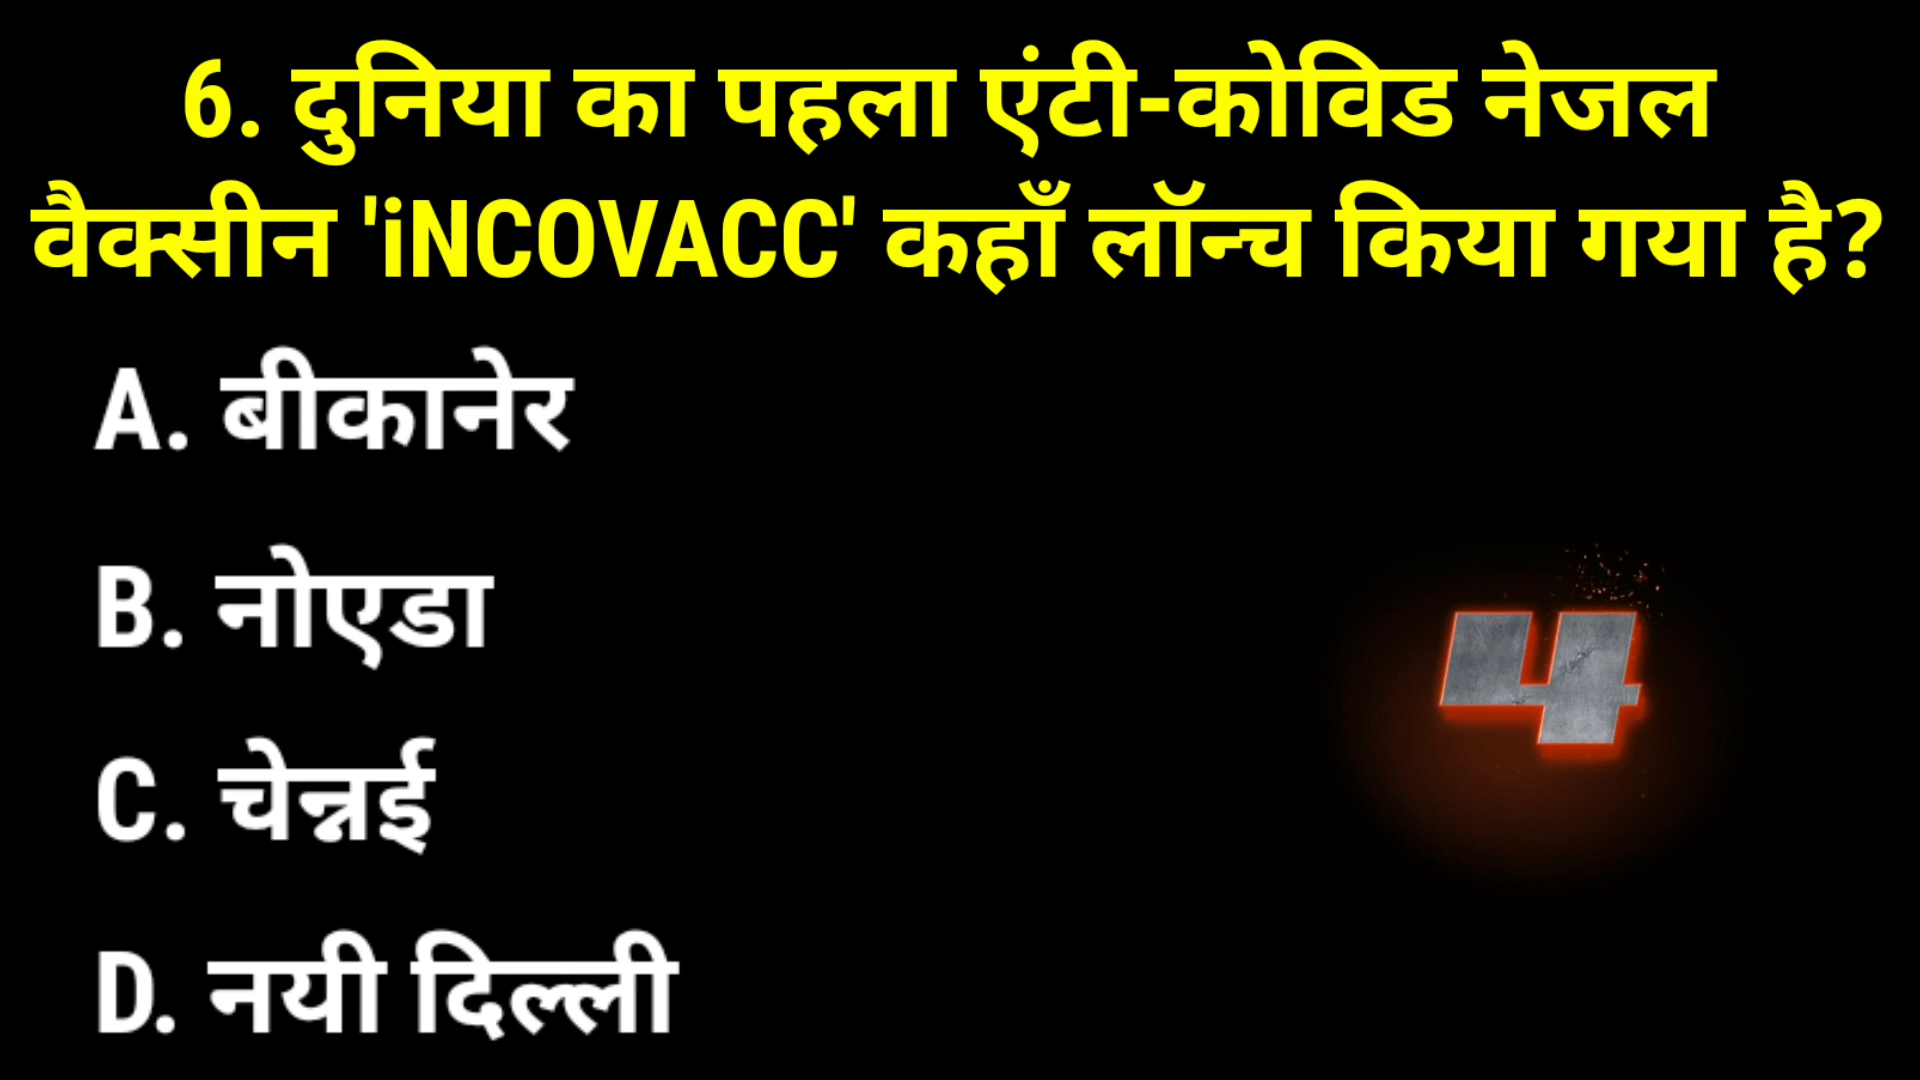 6. दुनिया का पहला एंटी-कोविड नेजल
वैक्सीन 'iNCOVACC' कहाँ लॉन्च किया गया है?
A. बीकानेर
B. नोएडा
4
C. चेन्नई
D. नयी दिल्ली